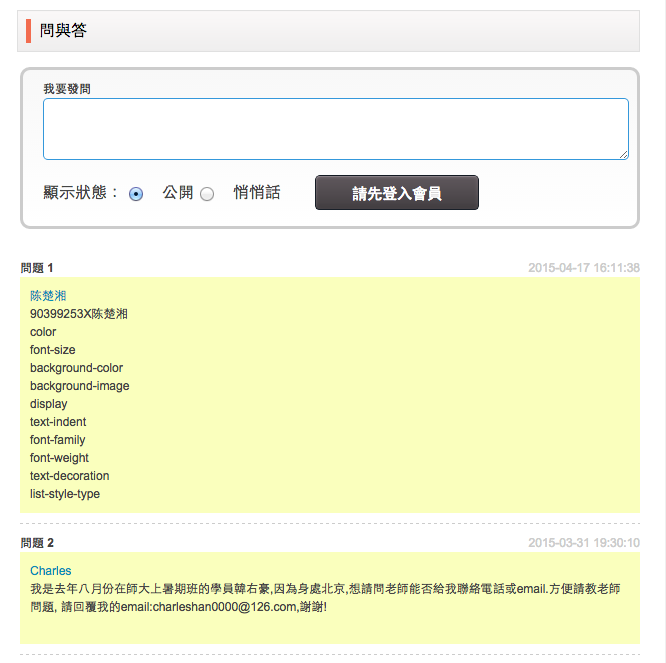 問與答
我要發問
顯示狀態： 公開 悄悄話 請先登入會員
問題 1 2015-04-17 16:11:38
陈楚湘
90399253X陈楚湘
color
font-size
background-color
background-image
display
text-indent
font-family
font-weight
text-decoration
list-style-type
問題 2 2015-03-31 19:30:10
Charles
我是去年八月份在師大上暑期班的學員韓右豪,因為身處北京,想請問老師能否給我聯絡電話或email.方便請教老師
問題, 請回覆我的email:charleshan0000@126.com,謝謝!